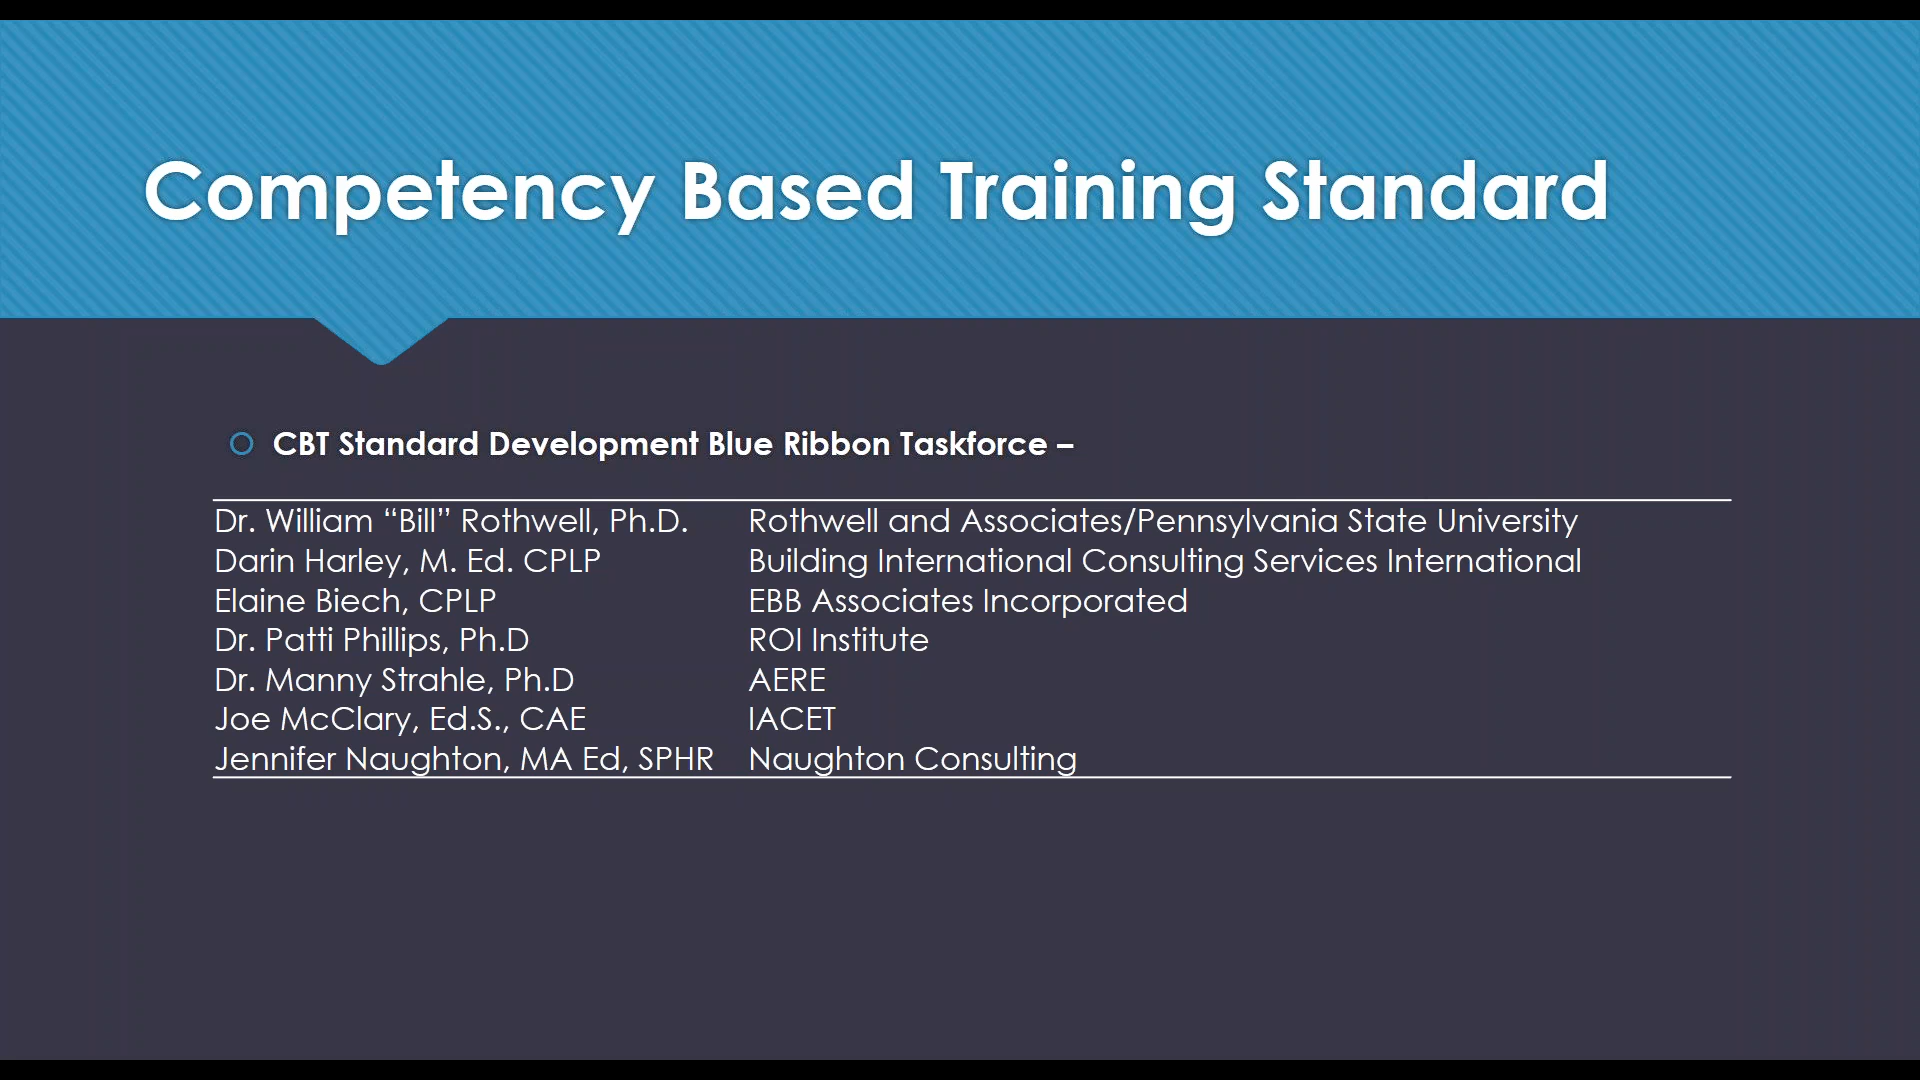 Competency Based Training Standard
CBT Standard Development Blue Ribbon Taskforce –
Dr. William “Bill” Rothwell, Ph.D. Rothwell and Associates/Pennsylvania State University
Darin Harley, M. Ed. CPLP Building International Consulting Services International
Elaine Biech, CPLP EBB Associates Incorporated
Dr. Patti Phillips, Ph.D ROI Institute
Dr. Manny Strahle, Ph.D AERE
Joe McClary, Ed.S., CAE IACET
Jennifer Naughton, MA Ed, SPHR Naughton Consulting